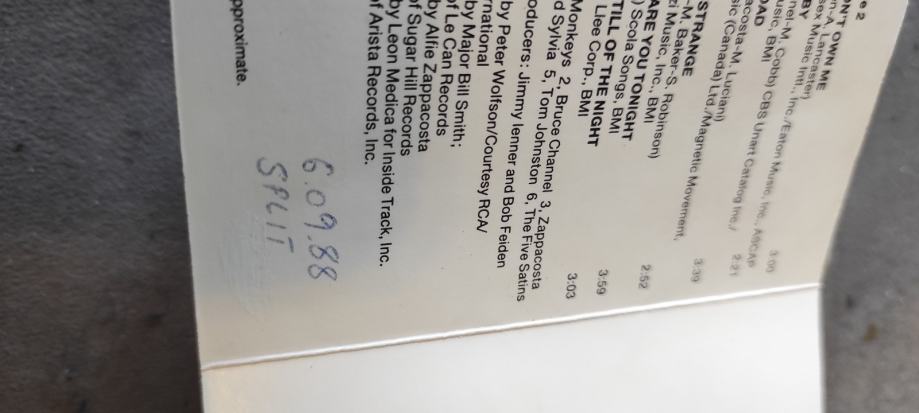 e 2
ON'T OWN ME
n-A. Lancaster)
sex Music Intl., Inc./Eaton Music, Inc., ASCAP 3:00
BY
nel-M. Cobb) CBS Unart Catalog Inc./
usic, BMI 2:21
OAD
acosta-M. Luciani)
sic (Canada) Ltd./Magnetic Movement, 3:39
STRANGE
-M. Baker-S. Robinson)
i Music, Inc., BMI 2:52
ARE YOU TONIGHT
) Scola Songs, BMI 3:59
TILL OF THE NIGHT
Llee Corp., BMI 3:03
Monkeys 2, Bruce Channel 3, Zappacosta
d Sylvia 5, Tom Johnston 6, The Five Satins
oducers: Jimmy Ienner and Bob Feiden
by Peter Wolfson/Courtesy RCA/
rnational
by Major Bill Smith;
of Le Can Records
by Alfie Zappacosta
of Sugar Hill Records
by Leon Medica for Inside Track, Inc.
f Arista Records, Inc.
6.09.88
SPLIT
pproximate.